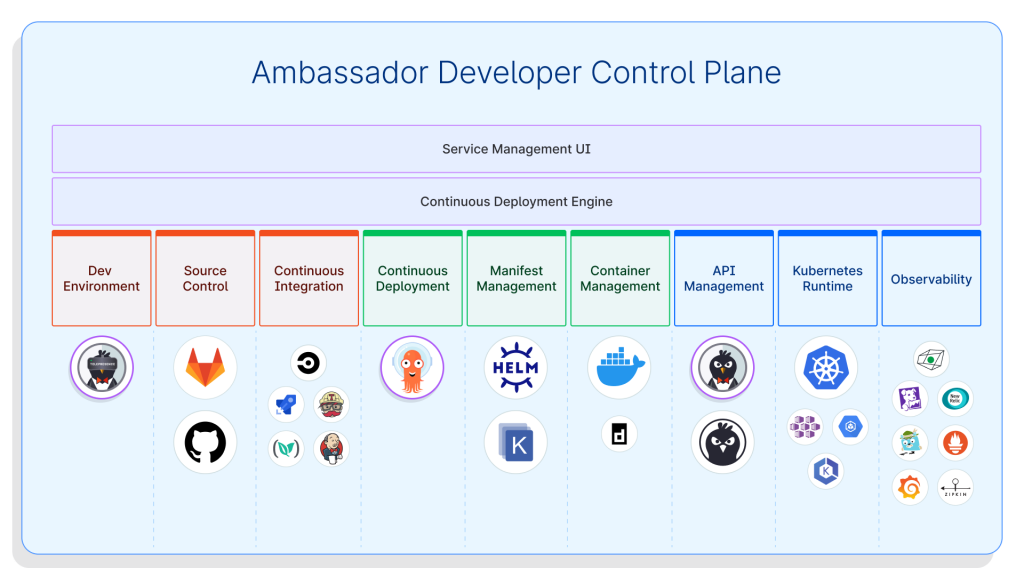 Ambassador Developer Control Plane
Service Management UI
Continuous Deployment Engine
Dev
Environment
Source
Control
Continuous
Integration
Continuous
Deployment
Manifest
Management
Container
Management
API
Management
Kubernetes
Runtime
Observability
HELM
K
d
K
New
Relic
ZIPKIN